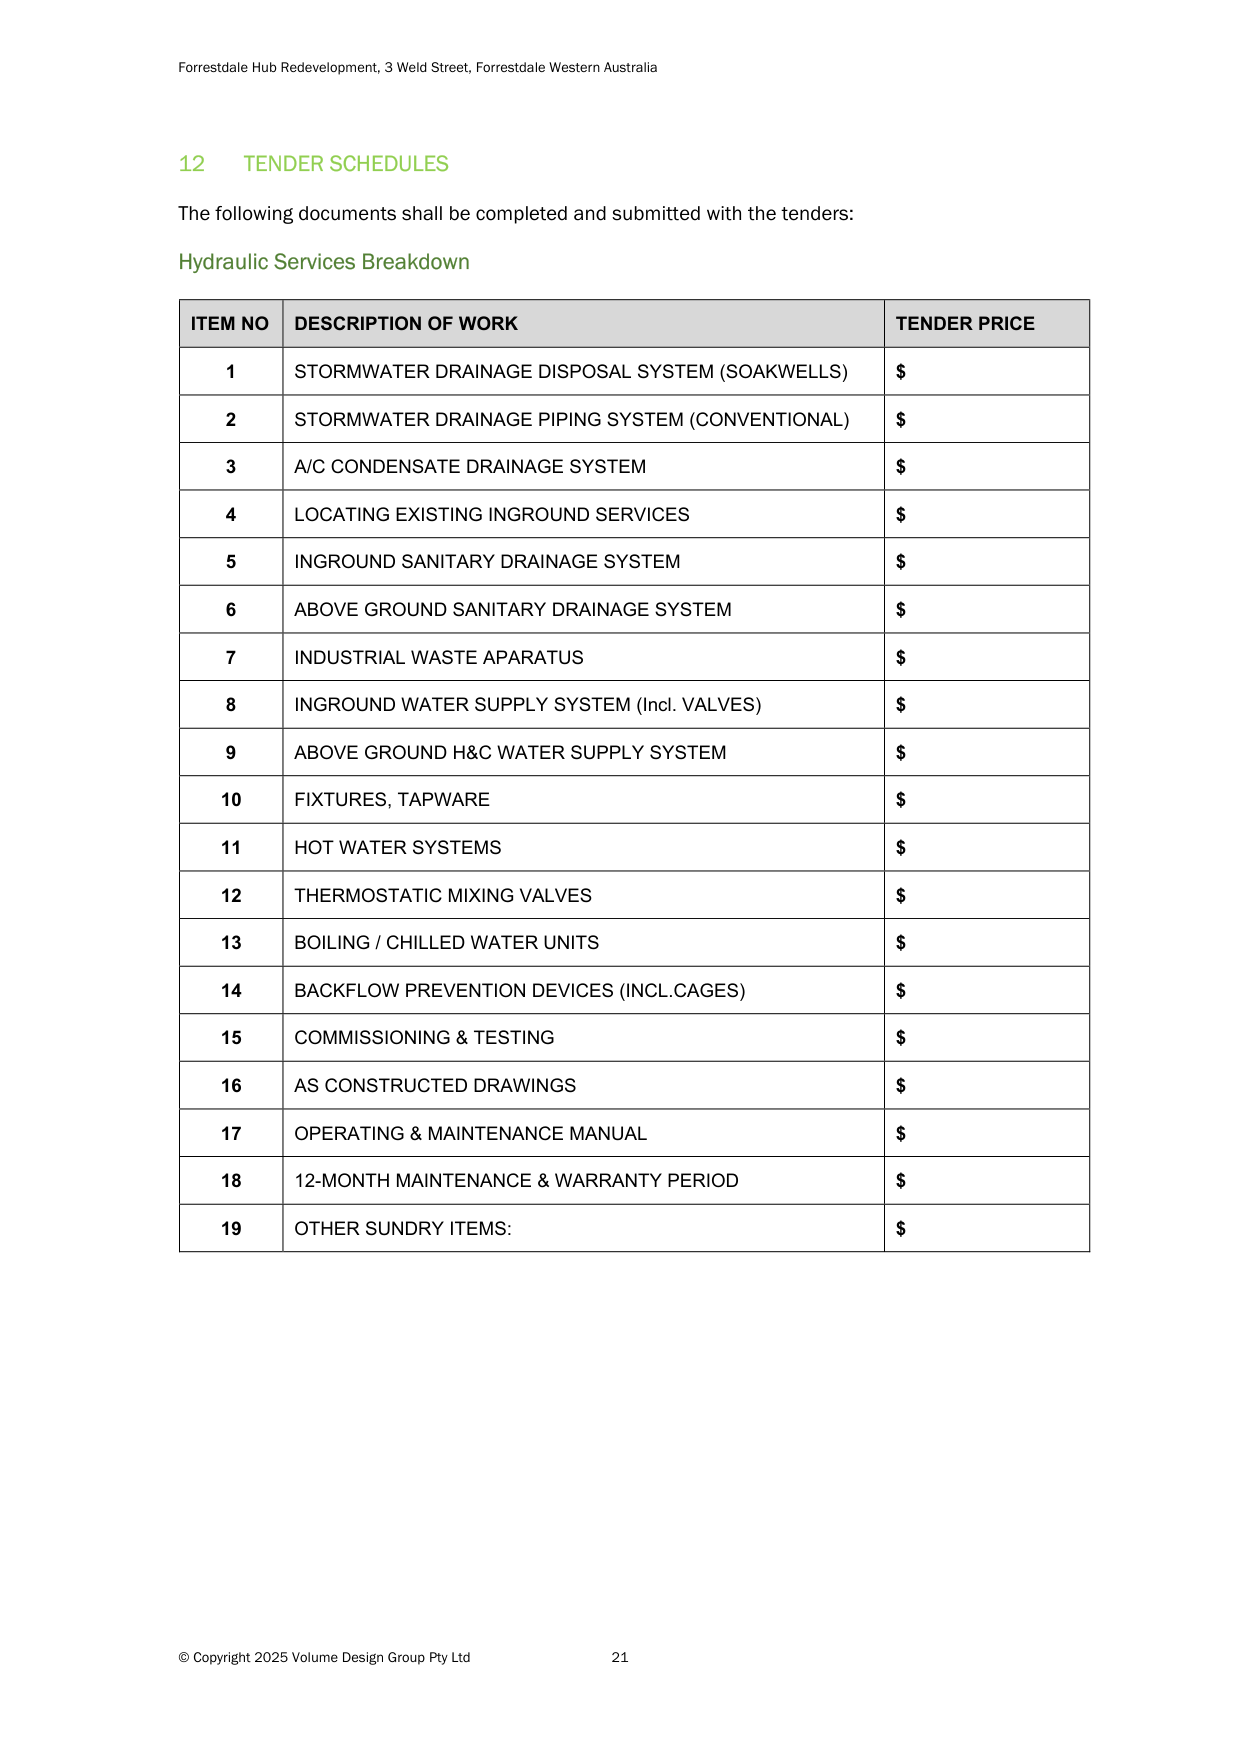 Forrestdale Hub Redevelopment, 3 Weld Street, Forrestdale Western Australia
12 TENDER SCHEDULES
The following documents shall be completed and submitted with the tenders:
Hydraulic Services Breakdown
ITEM NO DESCRIPTION OF WORK TENDER PRICE
1 STORMWATER DRAINAGE DISPOSAL SYSTEM (SOAKWELLS) $
2 STORMWATER DRAINAGE PIPING SYSTEM (CONVENTIONAL) $
3 A/C CONDENSATE DRAINAGE SYSTEM $
4 LOCATING EXISTING INGROUND SERVICES $
5 INGROUND SANITARY DRAINAGE SYSTEM $
6 ABOVE GROUND SANITARY DRAINAGE SYSTEM $
7 INDUSTRIAL WASTE APARATUS $
8 INGROUND WATER SUPPLY SYSTEM (Incl. VALVES) $
9 ABOVE GROUND H&C WATER SUPPLY SYSTEM $
10 FIXTURES, TAPWARE $
11 HOT WATER SYSTEMS $
12 THERMOSTATIC MIXING VALVES $
13 BOILING / CHILLED WATER UNITS $
14 BACKFLOW PREVENTION DEVICES (INCL.CAGES) $
15 COMMISSIONING & TESTING $
16 AS CONSTRUCTED DRAWINGS $
17 OPERATING & MAINTENANCE MANUAL $
18 12-MONTH MAINTENANCE & WARRANTY PERIOD $
19 OTHER SUNDRY ITEMS: $
© Copyright 2025 Volume Design Group Pty Ltd 21